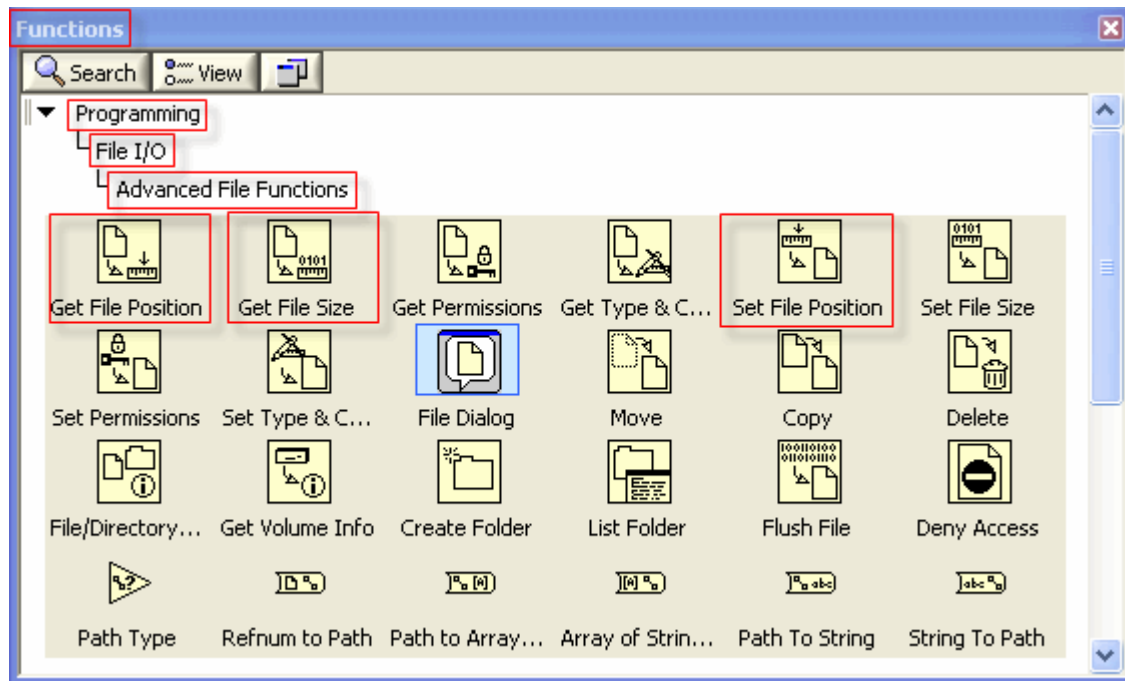 Functions
Search View
Programming
File I/O
Advanced File Functions
0101 0101
Get File Position Get File Size Get Permissions Get Type & C... Set File Position Set File Size
Set Permissions Set Type & C... File Dialog Move Copy Delete
File/Directory... Get Volume Info Create Folder List Folder Flush File Deny Access
Path Type Refnum to Path Path to Array... Array of Strin... Path To String String To Path